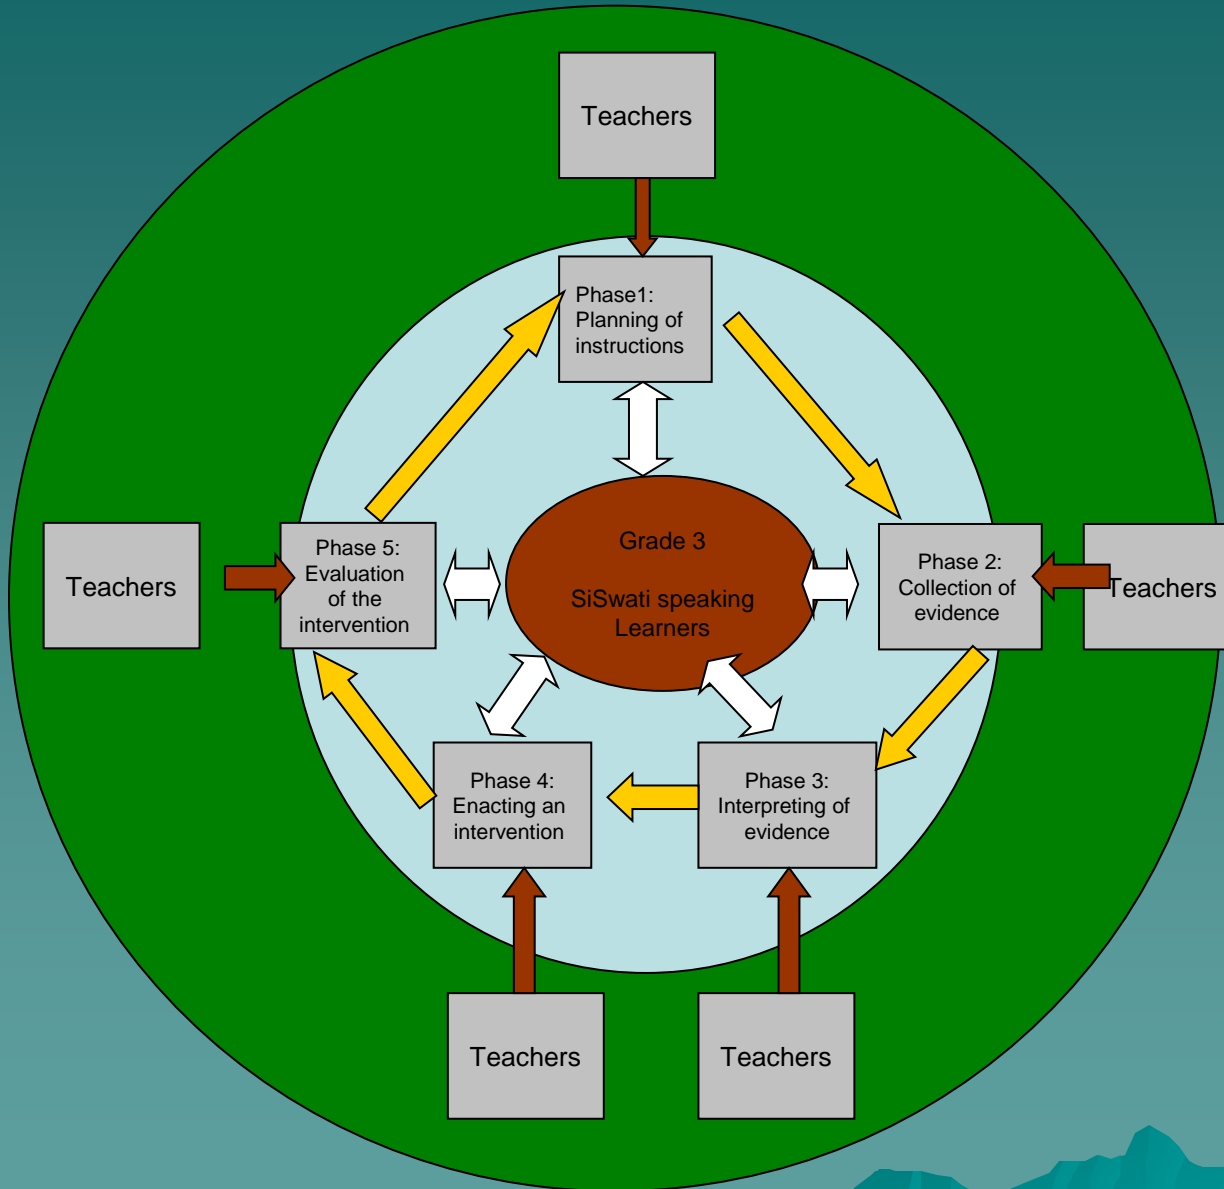 Teachers
Phase1:
Planning of
instructions
Teachers
Phase 5:
Evaluation
of the
intervention
Grade 3
SiSwati speaking
Learners
Phase 2:
Collection of
evidence
Teachers
Phase 4:
Enacting an
intervention
Phase 3:
Interpreting of
evidence
Teachers
Teachers